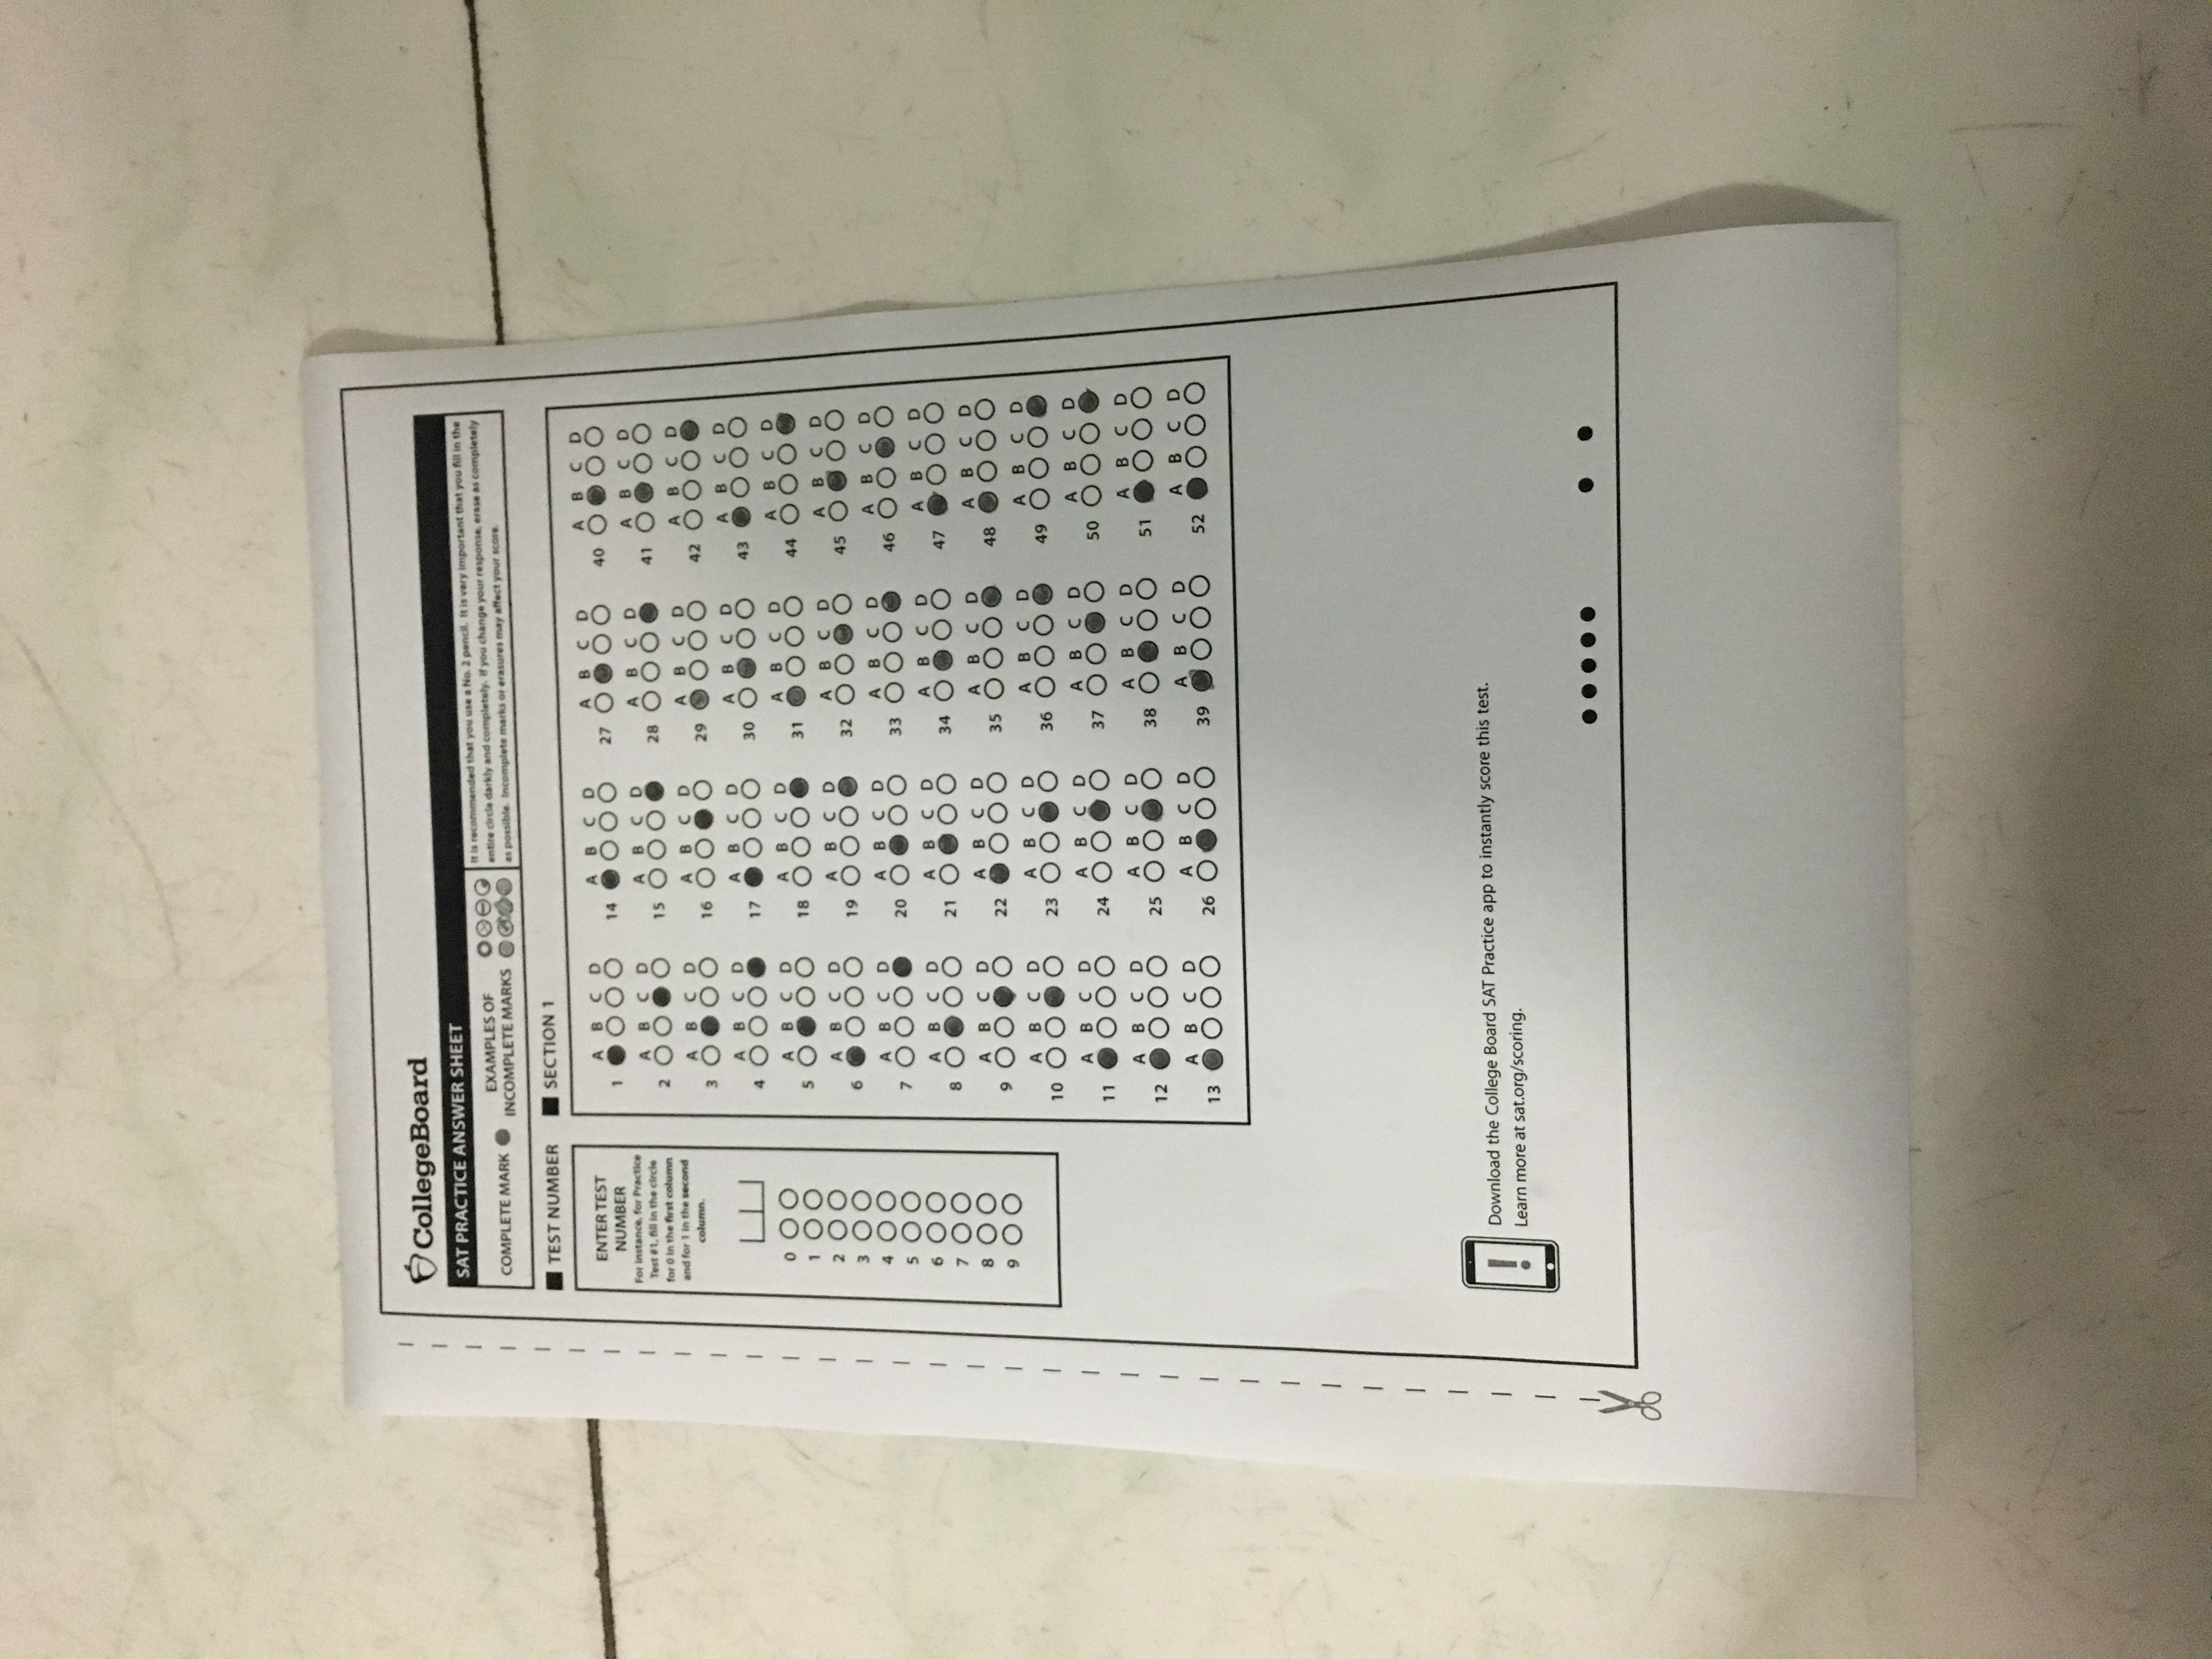 CollegeBoard
SAT PRACTICE ANSWER SHEET
COMPLETE MARK
EXAMPLES OF
INCOMPLETE MARKS
It is recommended that you use a No. 2 pencil. It is very important that you fill in the
entire circle darkly and completely. If you change your response, erase as completely
as possible. Incomplete marks or erasures may affect your score.
TEST NUMBER
ENTER TEST
NUMBER
For instance, for Practice
Test #1, fill in the circle
for 0 in the first column
and for 1 in the second
column.
0
1
2
3
4
5
6
7
8
9
SECTION 1
A B C D
1
A B C D
2
A B C D
3
A B C D
4
A B C D
5
A B C D
6
A B C D
7
A B C D
8
A B C D
9
A B C D
10
A B C D
11
A B C D
12
A B C D
13
A B C D
14
A B C D
15
A B C D
16
A B C D
17
A B C D
18
A B C D
19
A B C D
20
A B C D
21
A B C D
22
A B C D
23
A B C D
24
A B C D
25
A B C D
26
A B C D
27
A B C D
28
A B C D
29
A B C D
30
A B C D
31
A B C D
32
A B C D
33
A B C D
34
A B C D
35
A B C D
36
A B C D
37
A B C D
38
A B C D
39
A B C D
40
A B C D
41
A B C D
42
A B C D
43
A B C D
44
A B C D
45
A B C D
46
A B C D
47
A B C D
48
A B C D
49
A B C D
50
A B C D
51
A B C D
52
Download the College Board SAT Practice app to instantly score this test.
Learn more at sat.org/scoring.